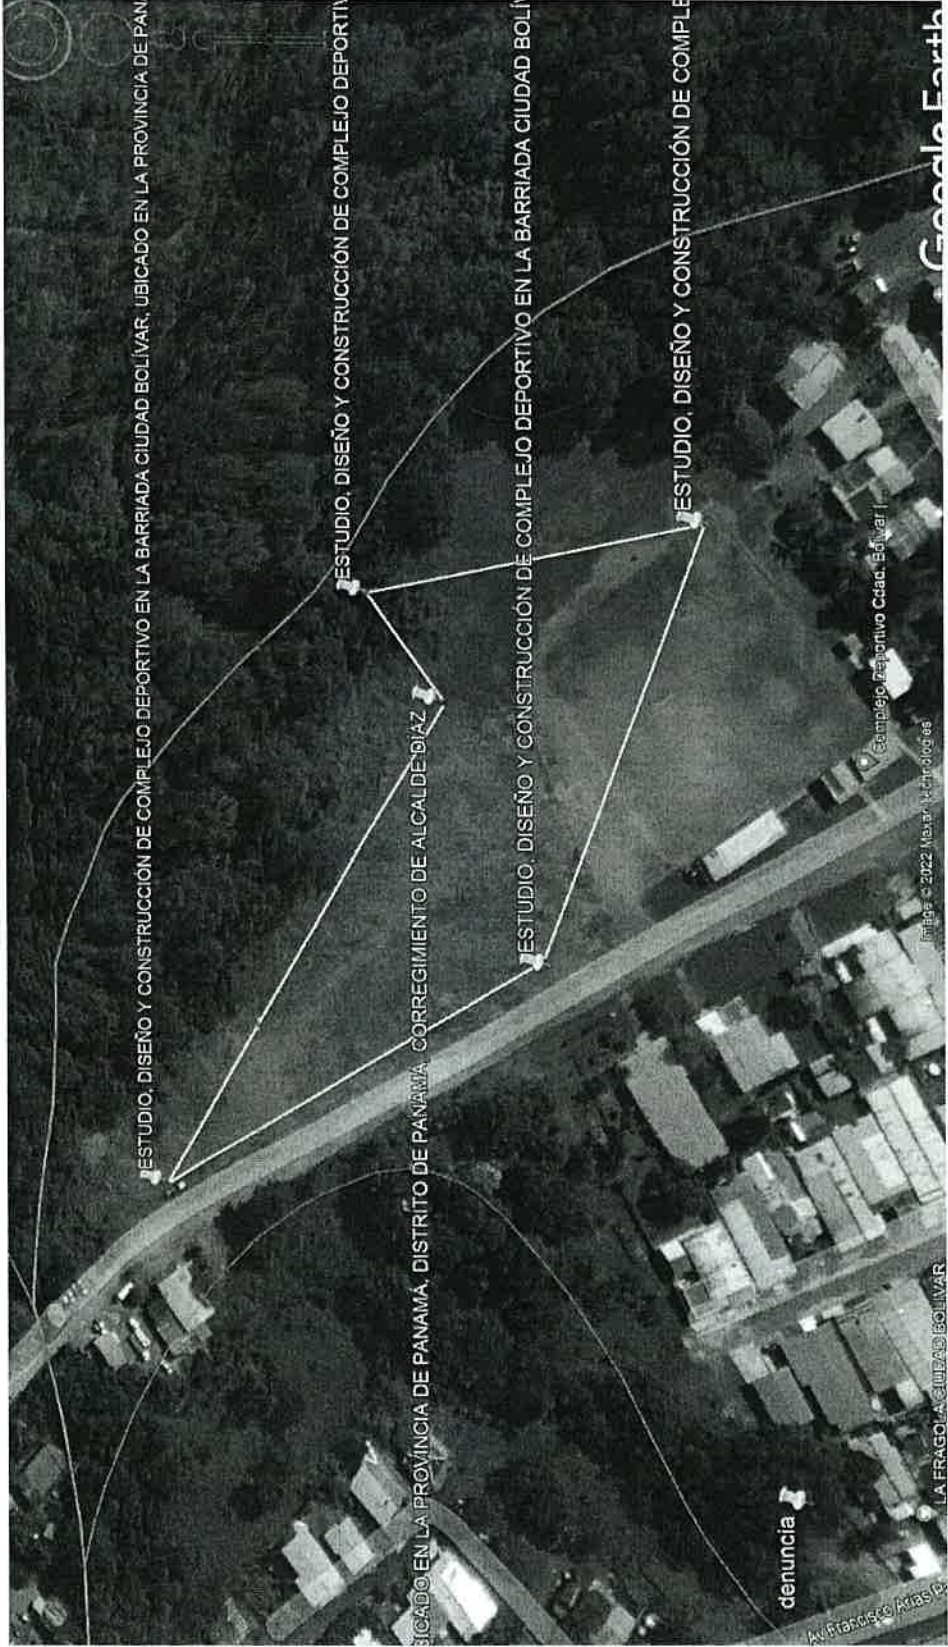 ESTUDIO, DISEÑO Y CONSTRUCCIÓN DE COMPLEJO DEPORTIVO EN LA BARRIADA CIUDAD BOLÍVAR, UBICADO EN LA PROVINCIA DE PAN
ESTUDIO, DISEÑO Y CONSTRUCCIÓN DE COMPLEJO DEPORTIV
ICADO EN LA PROVINCIA DE PANAMÁ, DISTRITO DE PANAMÁ, CORREGIMIENTO DE ALCALDE DÍAZ
ESTUDIO, DISEÑO Y CONSTRUCCIÓN DE COMPLEJO DEPORTIVO EN LA BARRIADA CIUDAD BOLÍ
ESTUDIO, DISEÑO Y CONSTRUCCIÓN DE COMPLE
denuncia
Complejo Deportivo Cdad. Bolívar
Av Francisco Arias P
LA FRAGOLA CIUDAD BOLIVAR
Image © 2022 Maxar Technologies
Google Earth